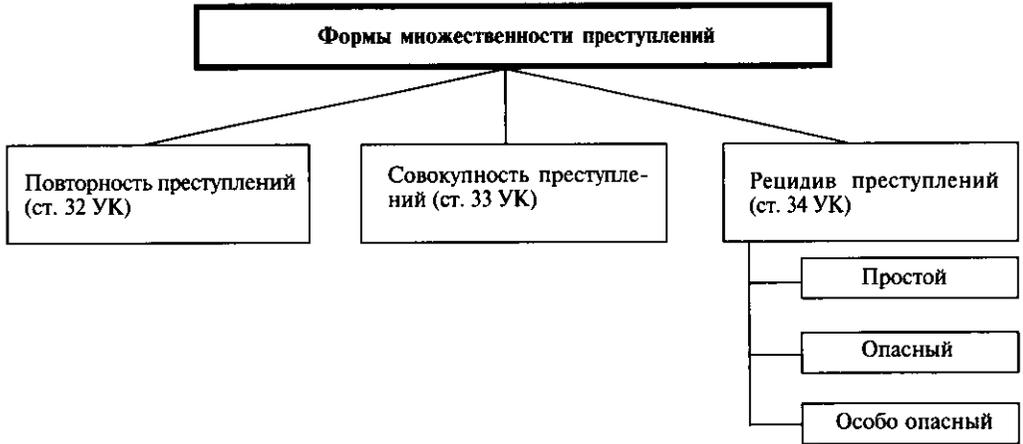 Формы множественности преступлений
Повторность преступлений
(ст. 32 УК)
Совокупность преступле-
ний (ст. 33 УК)
Рецидив преступлений
(ст. 34 УК)
Простой
Опасный
Особо опасный